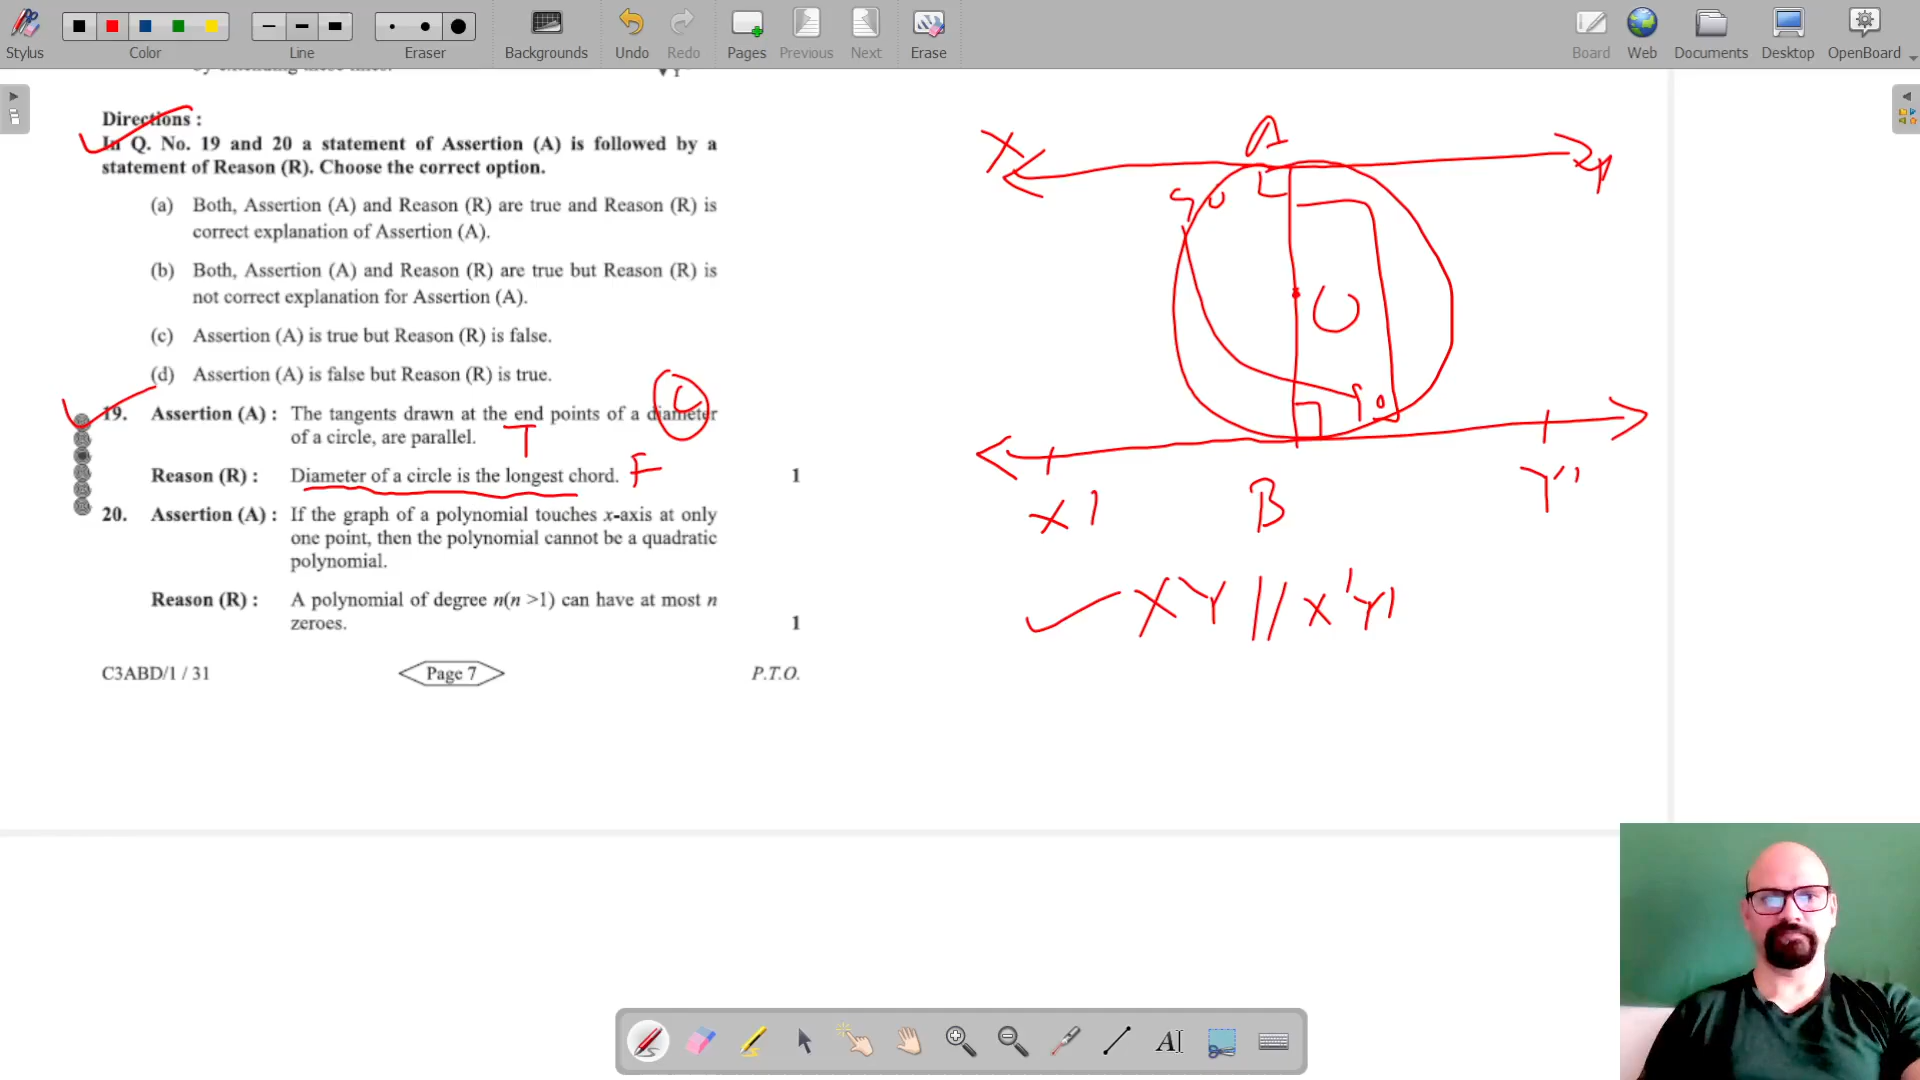 Stylus Color Line Eraser Backgrounds Undo Redo Pages Previous Next Erase Board Web Documents Desktop OpenBoard
Directions :
In Q. No. 19 and 20 a statement of Assertion (A) is followed by a
statement of Reason (R). Choose the correct option.
(a) Both, Assertion (A) and Reason (R) are true and Reason (R) is
correct explanation of Assertion (A).
(b) Both, Assertion (A) and Reason (R) are true but Reason (R) is
not correct explanation for Assertion (A).
(c) Assertion (A) is true but Reason (R) is false.
(d) Assertion (A) is false but Reason (R) is true.
C
19. Assertion (A) : The tangents drawn at the end points of a diameter
of a circle, are parallel. T
Reason (R) : Diameter of a circle is the longest chord. F 1
20. Assertion (A) : If the graph of a polynomial touches x-axis at only
one point, then the polynomial cannot be a quadratic
polynomial.
Reason (R) : A polynomial of degree n(n >1) can have at most n
zeroes. 1
C3ABD/1 / 31 Page 7 P.T.O.
X A Y
90
O
90
X' B Y'
XY // X'Y'